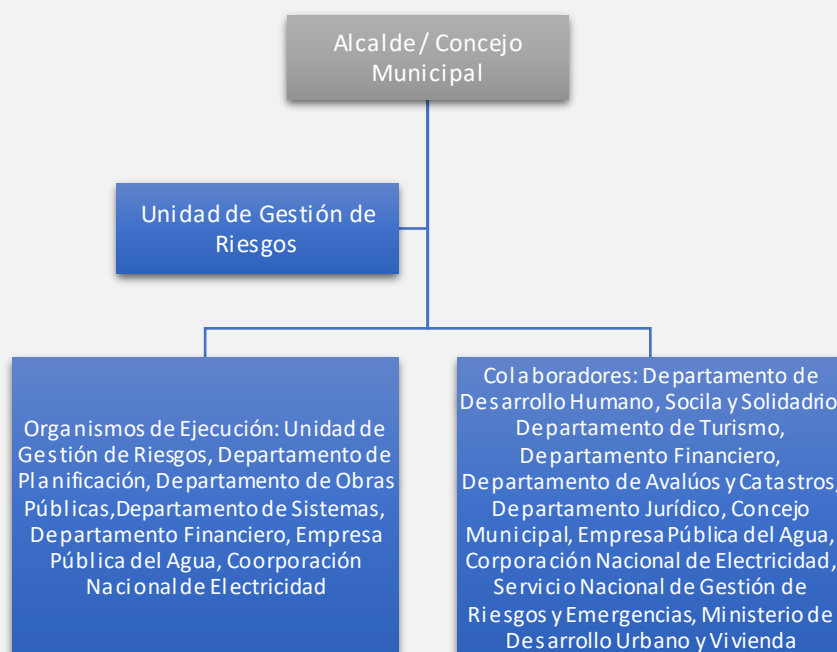 Alcalde/ Concejo
Municipal
Unidad de Gestión de
Riesgos
Organismos de Ejecución: Unidad de
Gestión de Riesgos, Departamento de
Planificación, Departamento de Obras
Públicas,Departamento de Sistemas,
Departamento Financiero, Empresa
Pública del Agua, Coorporación
Nacional de Electricidad
Colaboradores: Departamento de
Desarrollo Humano, Socila y Solidadrio
Departamento de Turismo,
Departamento Financiero,
Departamento de Avalúos y Catastros,
Departamento Jurídico, Concejo
Municipal, Empresa Pública del Agua,
Corporación Nacional de Electricidad,
Servicio Nacional de Gestión de
Riesgos y Emergencias, Ministerio de
Desarrollo Urbano y Vivienda